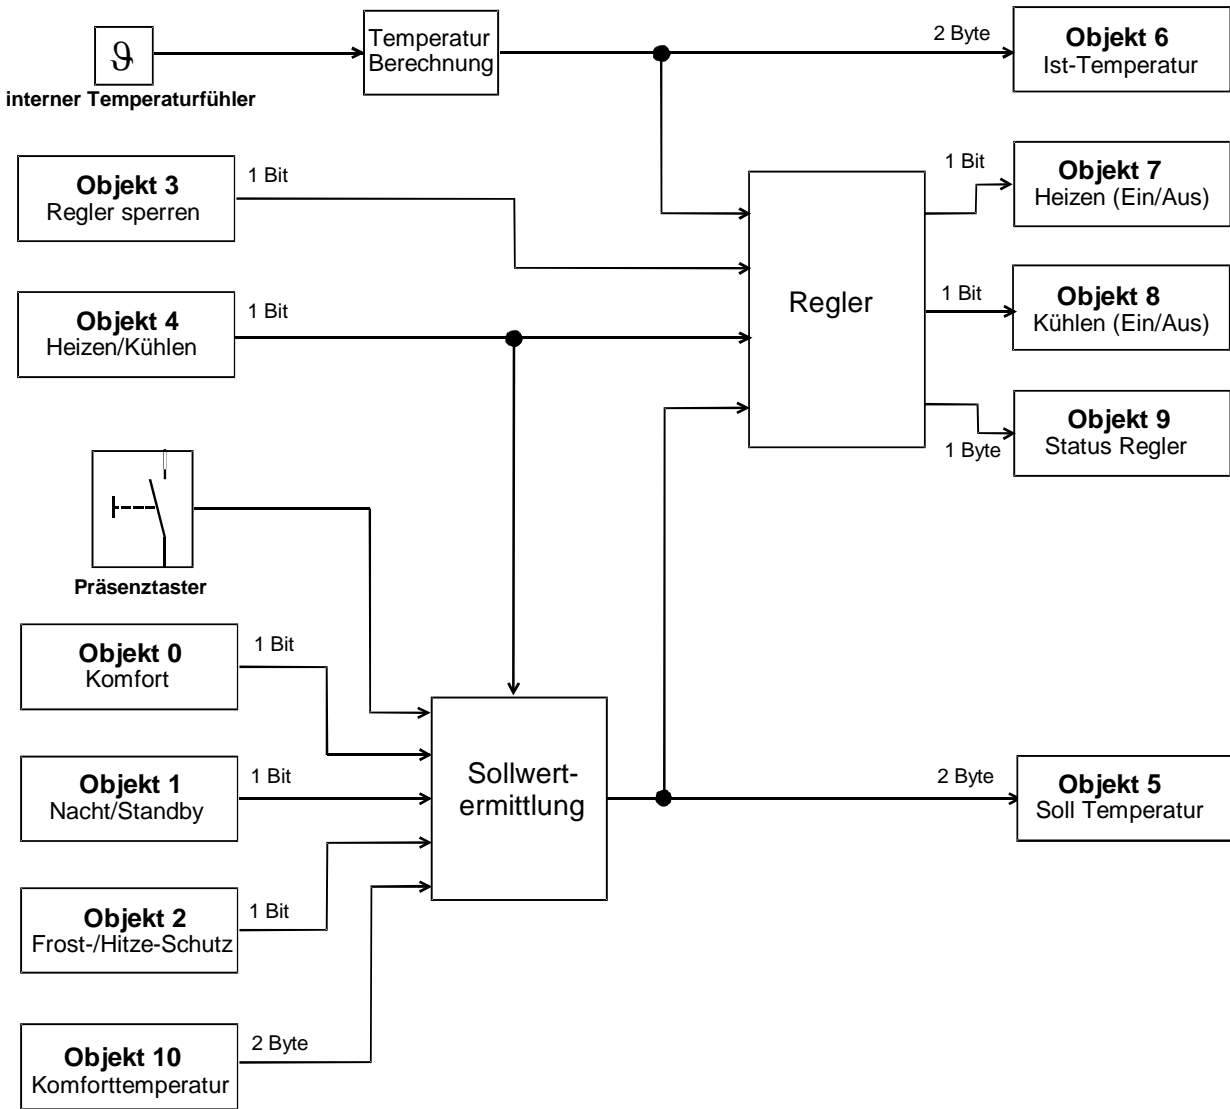 ϑ
interner Temperaturfühler
Temperatur
Berechnung
2 Byte
Objekt 6
Ist-Temperatur
Objekt 3
Regler sperren
1 Bit
Objekt 4
Heizen/Kühlen
1 Bit
Regler
1 Bit
Objekt 7
Heizen (Ein/Aus)
1 Bit
Objekt 8
Kühlen (Ein/Aus)
1 Byte
Objekt 9
Status Regler
Präsenztaster
Objekt 0
Komfort
1 Bit
Objekt 1
Nacht/Standby
1 Bit
Objekt 2
Frost-/Hitze-Schutz
1 Bit
Objekt 10
Komforttemperatur
2 Byte
Sollwert-
ermittlung
2 Byte
Objekt 5
Soll Temperatur